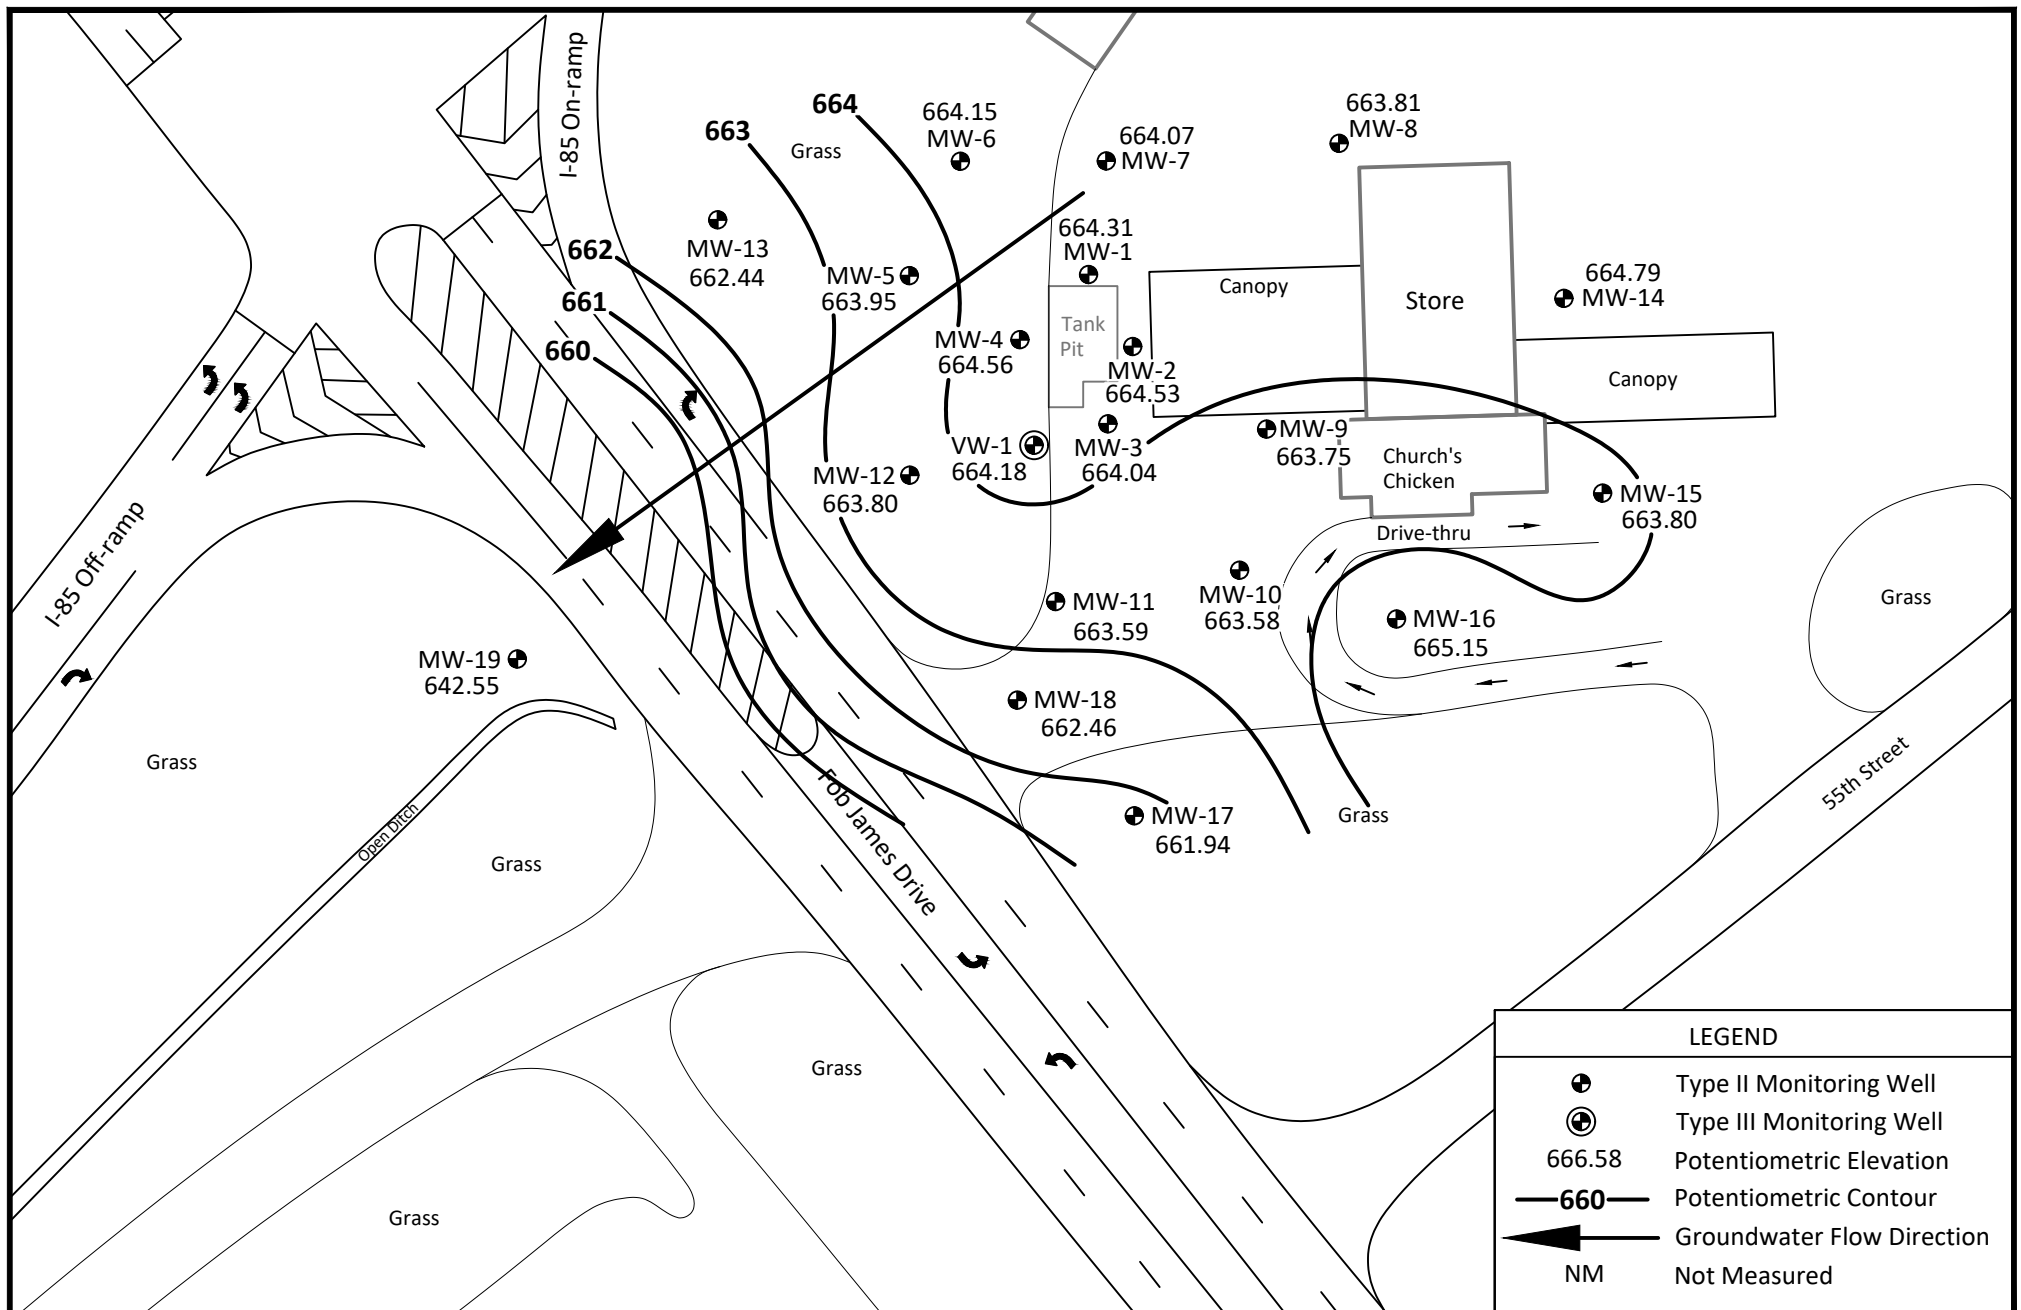 I-85 On-ramp
664
663
Grass
664.15
MW-6
664.07
MW-7
663.81
MW-8
662
661
660
MW-13
662.44
MW-5
663.95
664.31
MW-1
Canopy
Store
664.79
MW-14
Tank
Pit
MW-4
664.56
MW-2
664.53
Canopy
VW-1
664.18
MW-3
664.04
MW-9
663.75
Church's
Chicken
MW-12
663.80
MW-15
663.80
Drive-thru
I-85 Off-ramp
MW-11
663.59
MW-10
663.58
MW-16
665.15
Grass
MW-19
642.55
MW-18
662.46
Grass
MW-17
661.94
Grass
55th Street
Open Ditch
Grass
Fob James Drive
Grass
Grass
LEGEND
Type II Monitoring Well
Type III Monitoring Well
666.58 Potentiometric Elevation
660 Potentiometric Contour
Groundwater Flow Direction
NM Not Measured